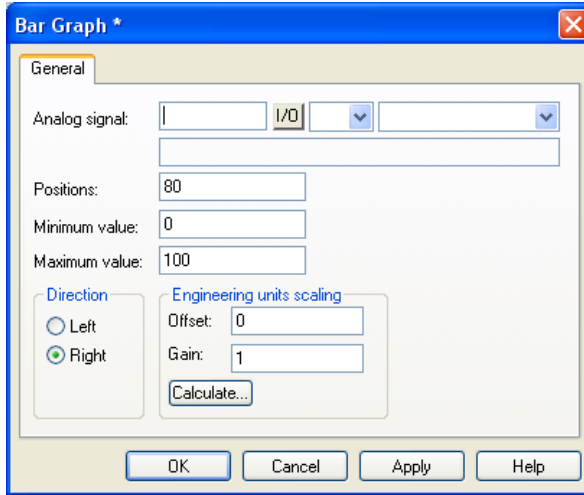 Bar Graph *
General
Analog signal: I/O
Positions: 80
Minimum value: 0
Maximum value: 100
Direction
Left
Right
Engineering units scaling
Offset: 0
Gain: 1
Calculate...
OK Cancel Apply Help